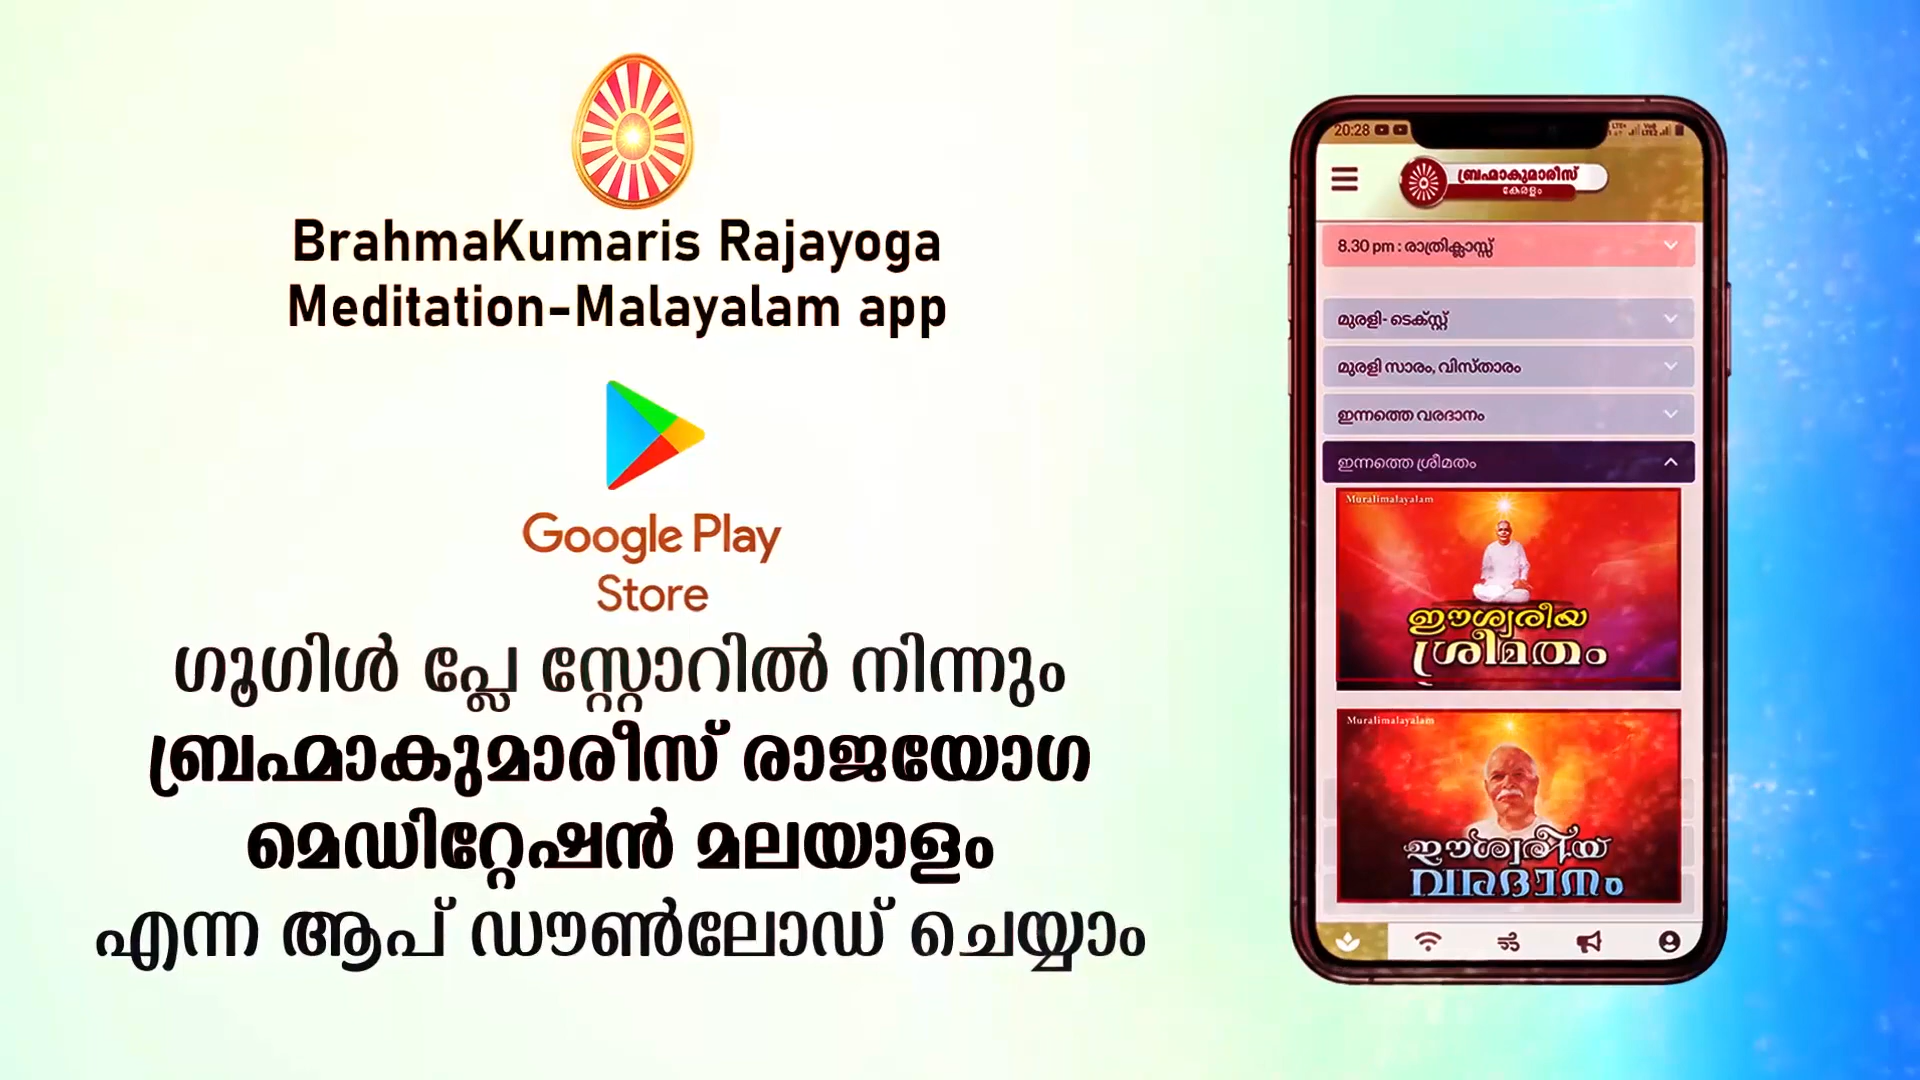 BrahmaKumaris Rajayoga
Meditation-Malayalam app
Google Play
Store
ഗൂഗിൾ പ്ലേ സ്റ്റോറിൽ നിന്നും
ബ്രഹ്മാകുമാരീസ് രാജയോഗ
മെഡിറ്റേഷൻ മലയാളം
എന്ന ആപ് ഡൗൺലോഡ് ചെയ്യാം
20:28
ബ്രഹ്മാകുമാരീസ്
കേരളം
8.30 pm : രാത്രിക്ലാസ്സ്
മുരളി- ടെക്സ്റ്റ്
മുരളി സാരം, വിസ്താരം
ഇന്നത്തെ വരദാനം
ഇന്നത്തെ ശ്രീമതം
Muralimalayalam
ഈശ്വരീയ
ശ്രീമതം
Muralimalayalam
ഈശ്വരീയ
വരദാനം